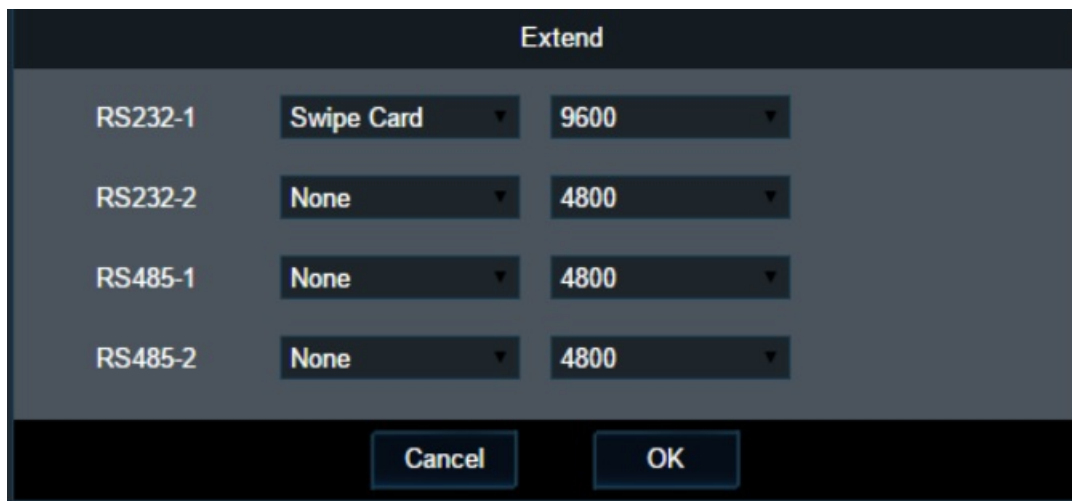 Extend
RS232-1 Swipe Card 9600
RS232-2 None 4800
RS485-1 None 4800
RS485-2 None 4800
Cancel OK